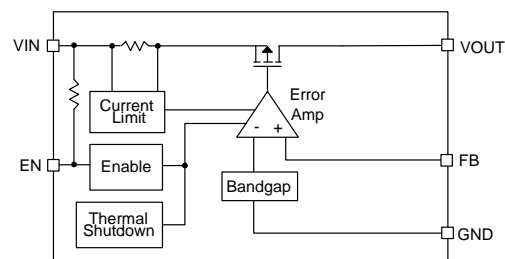 VIN
VOUT
Current
Limit
Error
Amp
- +
EN
Enable
FB
Bandgap
Thermal
Shutdown
GND